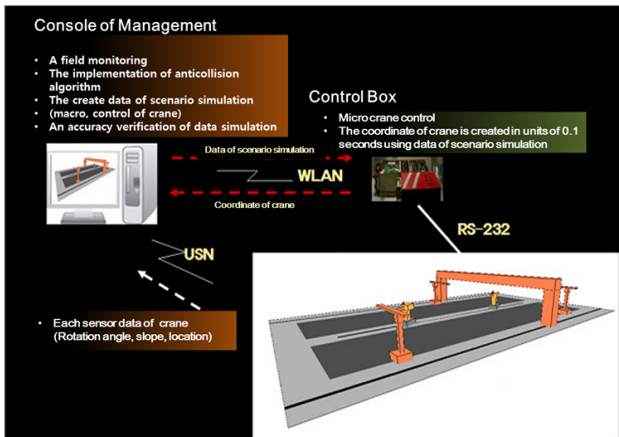 Console of Management
• A field monitoring
• The implementation of anticollision
algorithm
• The create data of scenario simulation
• (macro, control of crane)
• An accuracy verification of data simulation
Control Box
• Micro crane control
• The coordinate of crane is created in units of 0.1
seconds using data of scenario simulation
Data of scenario simulation
WLAN
Coordinate of crane
RS-232
USN
• Each sensor data of crane
(Rotation angle, slope, location)